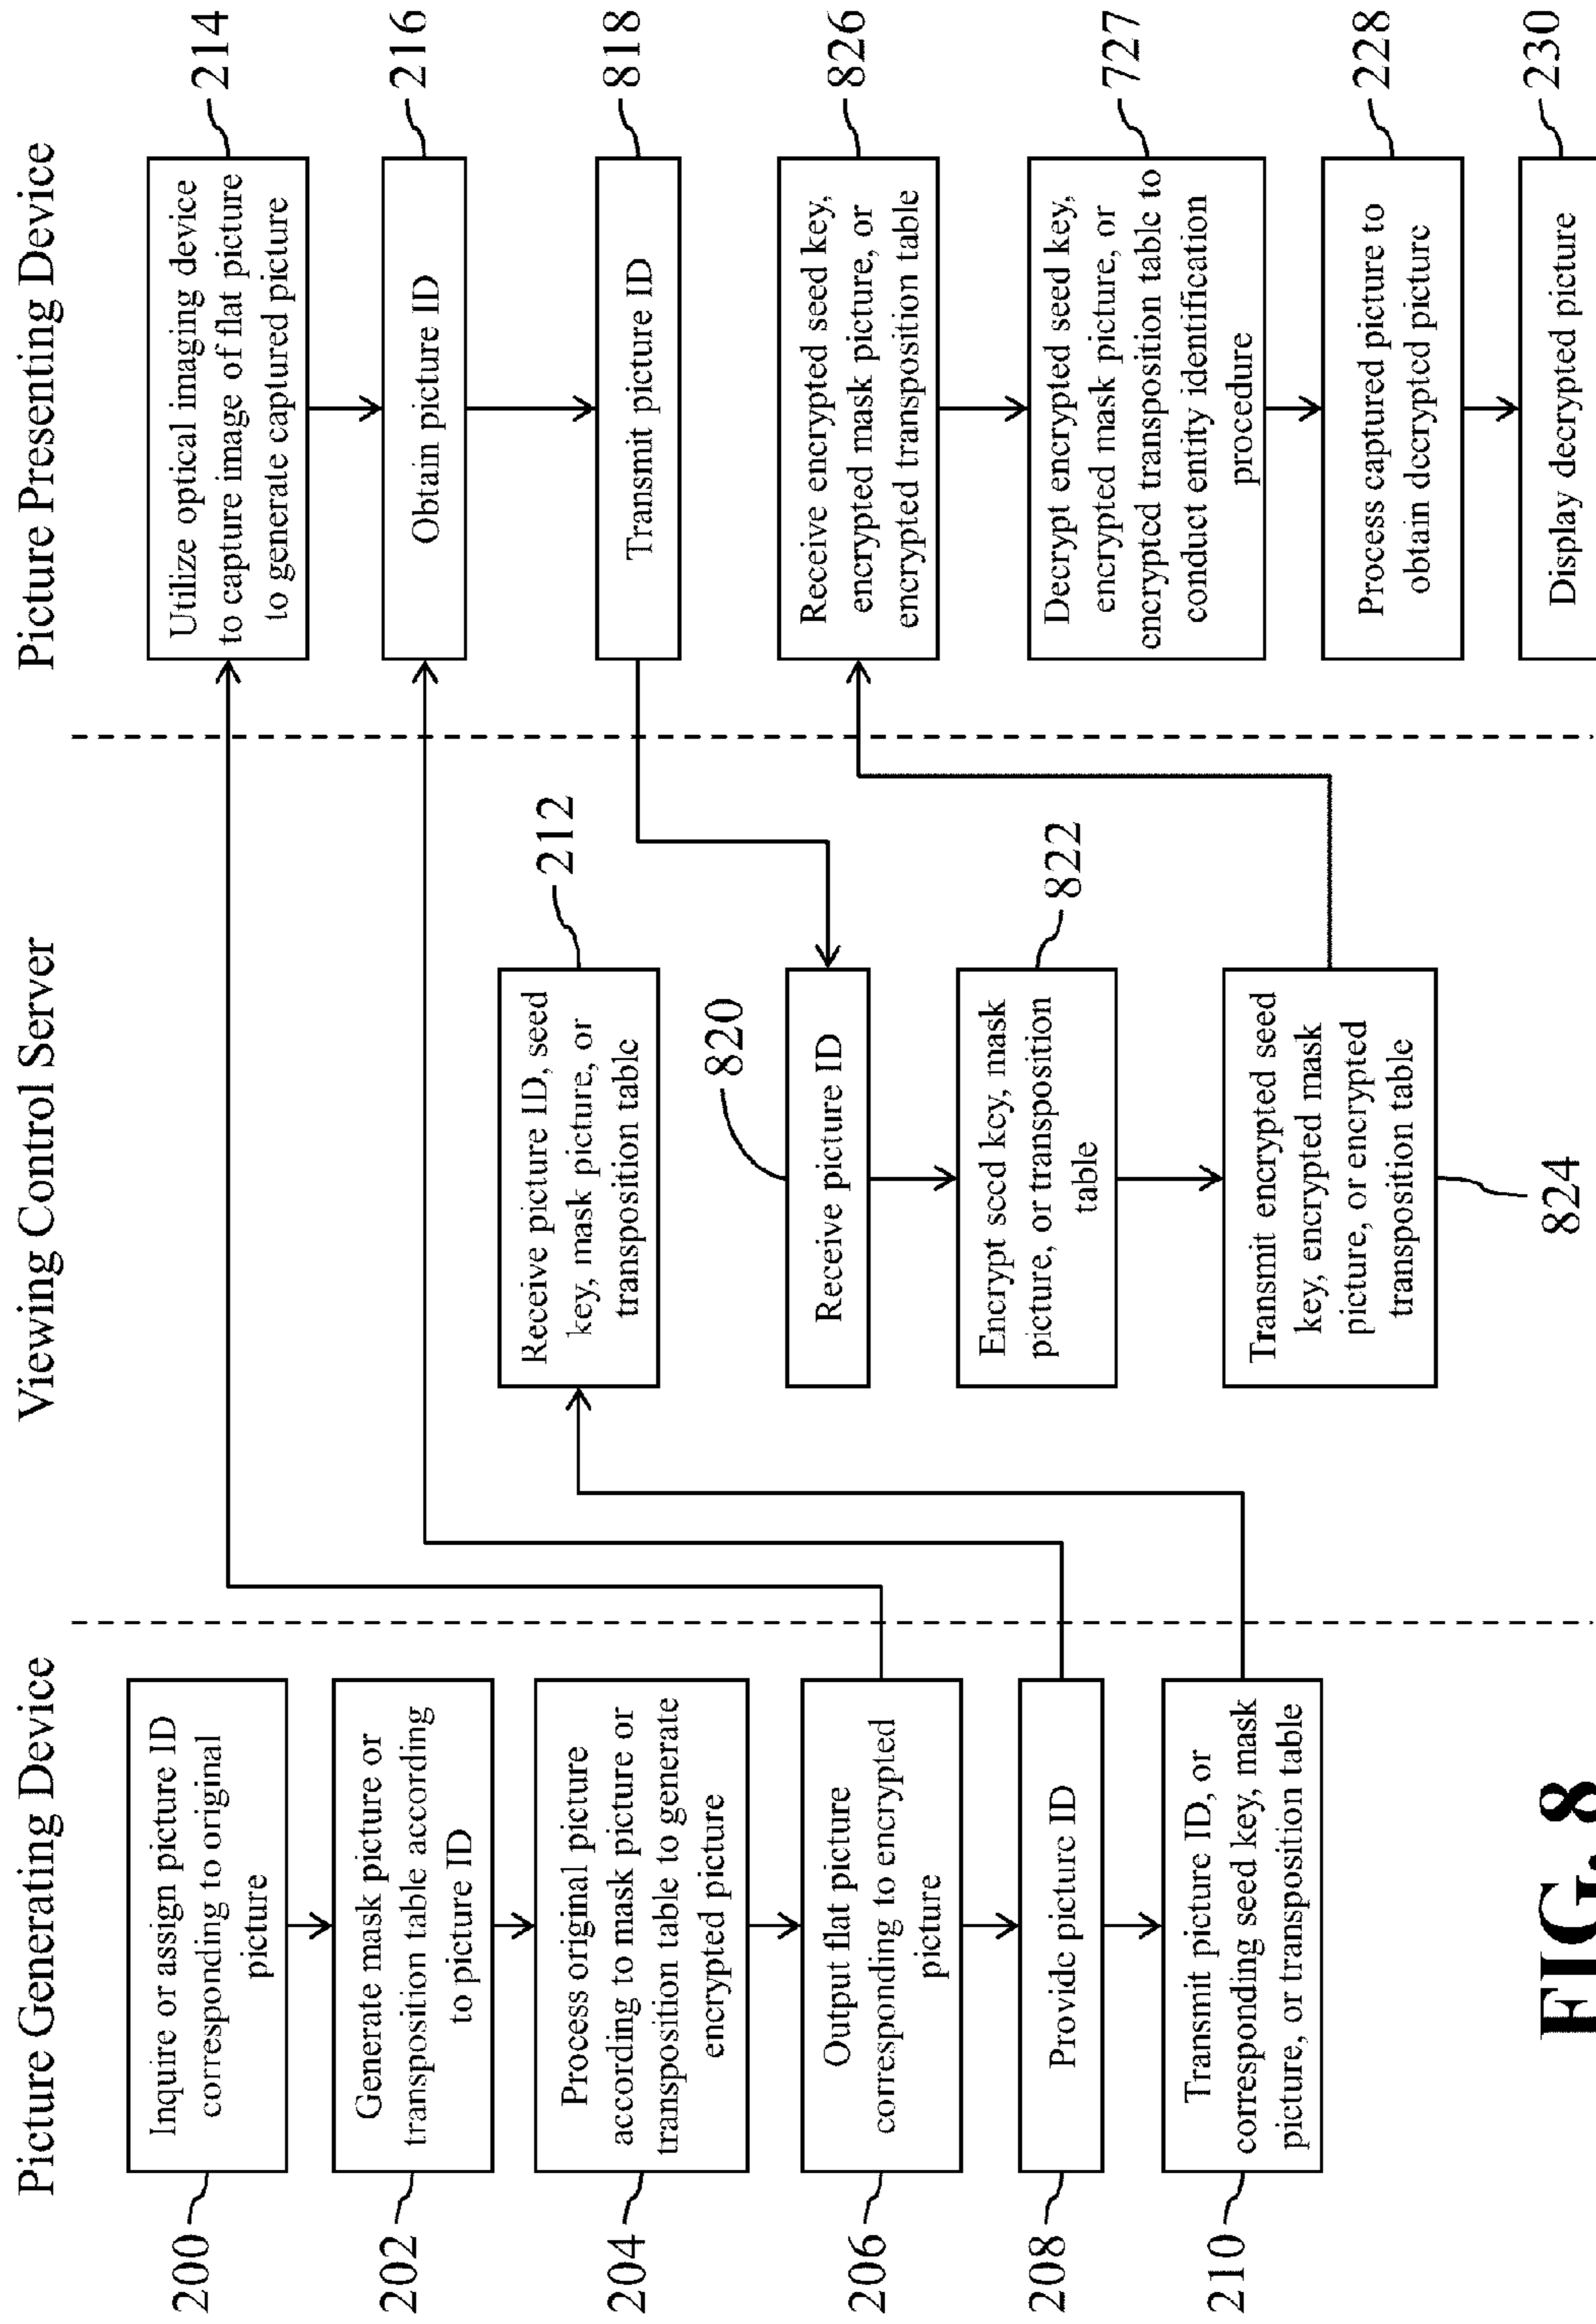 Picture Generating Device
200
Inquire or assign picture ID
corresponding to original
picture
202
Generate mask picture or
transposition table according
to picture ID
204
Process original picture
according to mask picture or
transposition table to generate
encrypted picture
206
Output flat picture
corresponding to encrypted
picture
208
Provide picture ID
210
Transmit picture ID, or
corresponding seed key, mask
picture, or transposition table
Viewing Control Server
Receive picture ID, seed
key, mask picture, or
transposition table
212
820
Receive picture ID
Encrypt seed key, mask
picture, or transposition
table
822
Transmit encrypted seed
key, encrypted mask
picture, or encrypted
transposition table
824
Picture Presenting Device
Utilize optical imaging device
to capture image of flat picture
to generate captured picture
214
Obtain picture ID
216
Transmit picture ID
818
Receive encrypted seed key,
encrypted mask picture, or
encrypted transposition table
826
Decrypt encrypted seed key,
encrypted mask picture, or
encrypted transposition table to
conduct entity identification
procedure
727
Process captured picture to
obtain decrypted picture
228
Display decrypted picture
230
FIG. 8